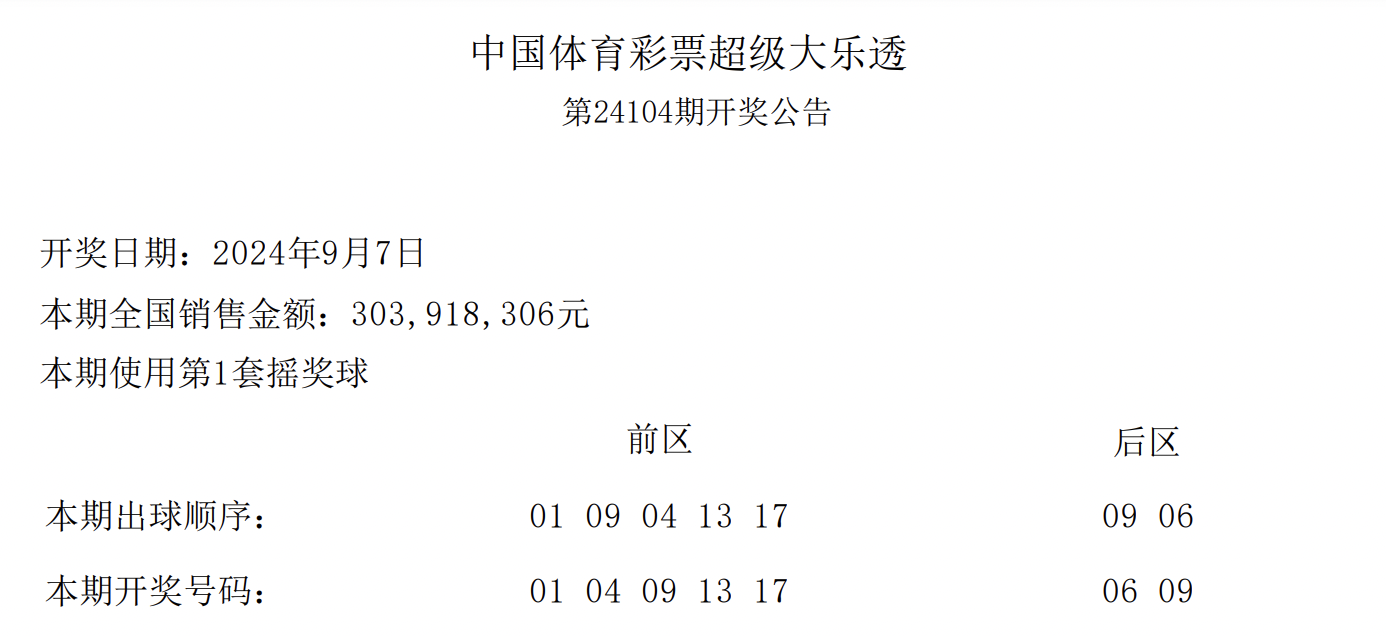 中国体育彩票超级大乐透
第24104期开奖公告
开奖日期：2024年9月7日
本期全国销售金额：303,918,306元
本期使用第1套摇奖球
前区 后区
本期出球顺序： 01 09 04 13 17 09 06
本期开奖号码： 01 04 09 13 17 06 09